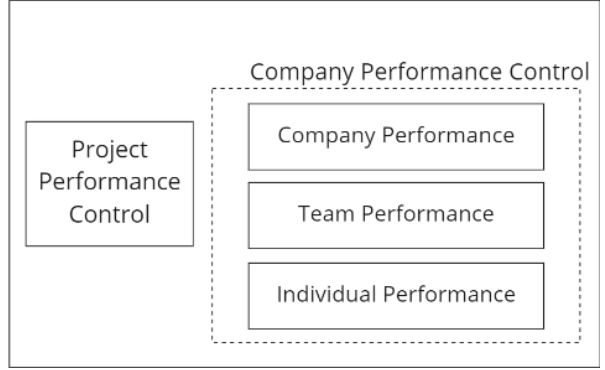 Company Performance Control
Project
Performance
Control
Company Performance
Team Performance
Individual Performance